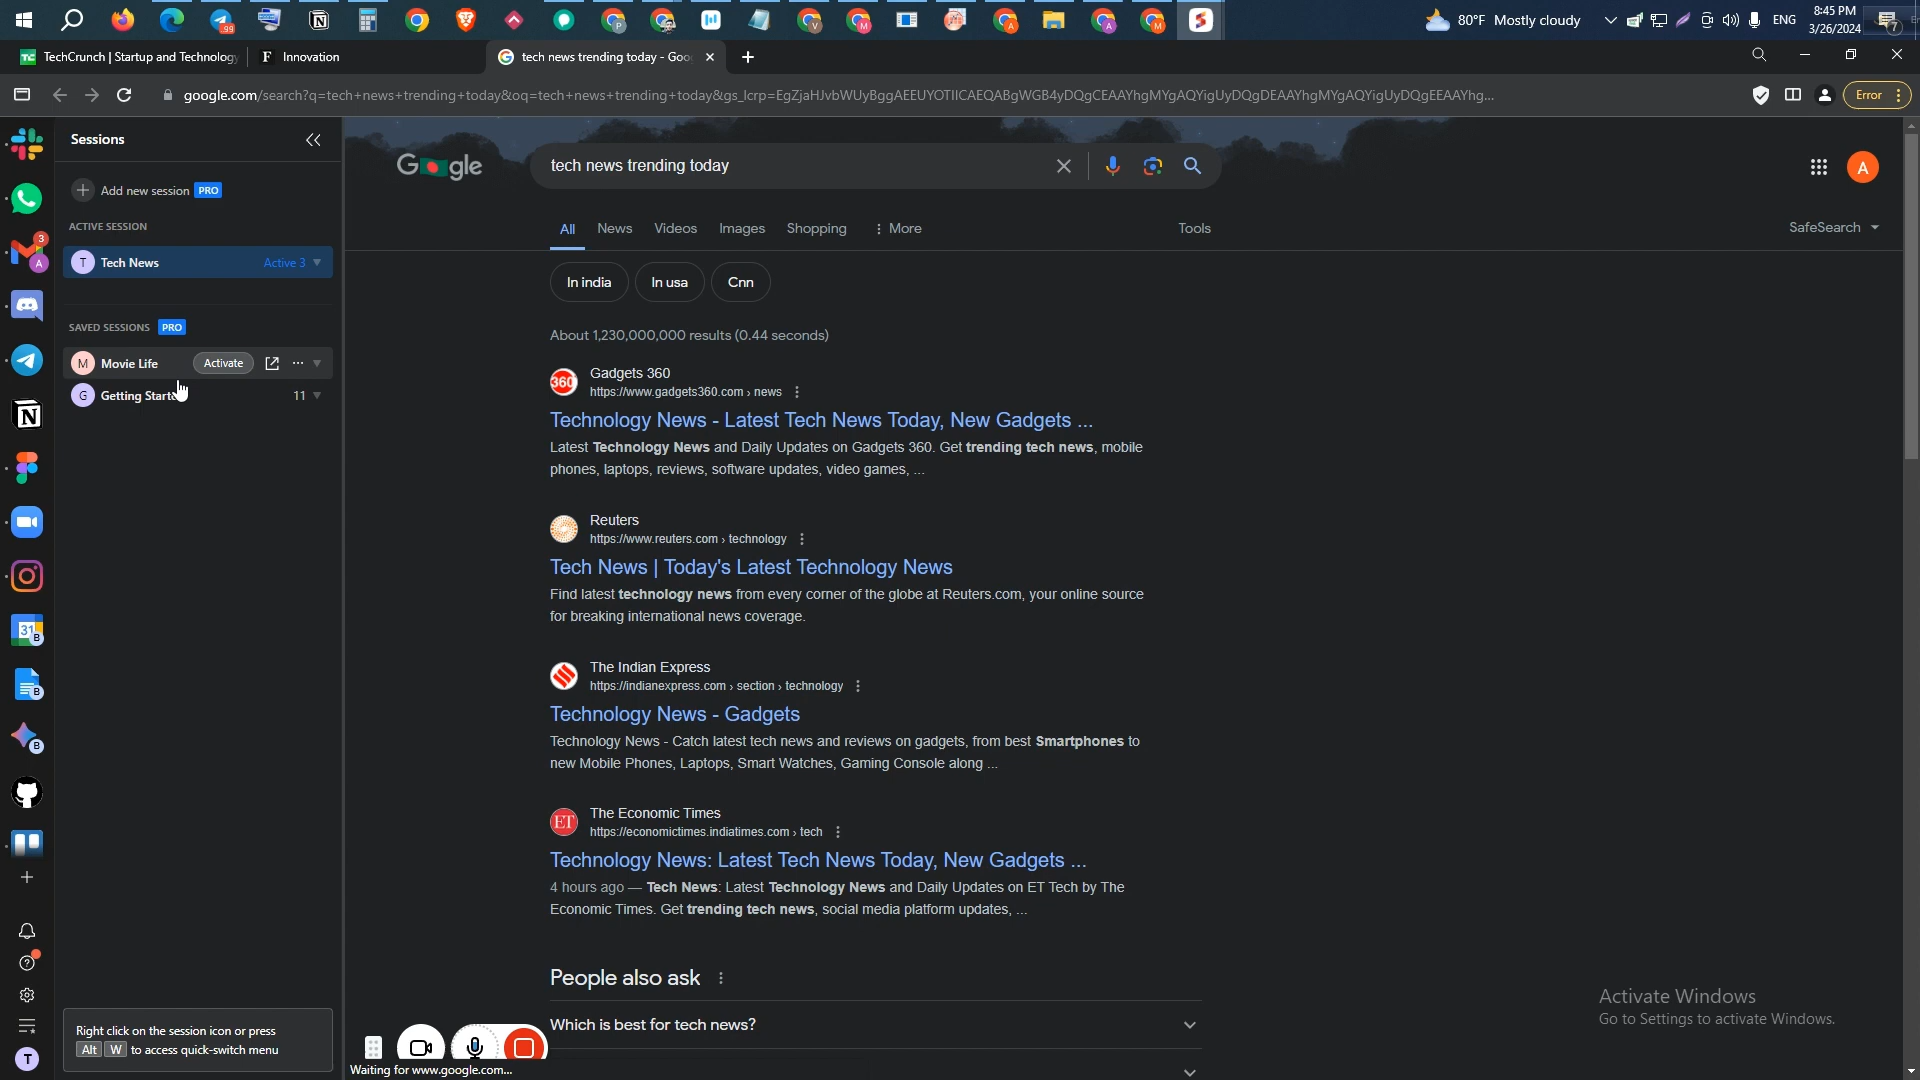 80°F Mostly cloudy
ENG
8:45 PM
3/26/2024
7
99
TechCrunch | Startup and Technology
Innovation
tech news trending today - Goo
google.com/search?q=tech+news+trending+today&oq=tech+news+trending+today&gs_lcrp=EgZjaHJvbWUyBggAEEUYOTIICAEQABgWGB4yDQgCEAAYhgMYgAQYigUyDQgDEAAYhgMYgAQYigUyDQgEEAAYhg...
Error
Sessions
Add new session PRO
ACTIVE SESSION
T Tech News Active 3
SAVED SESSIONS PRO
M Movie Life Activate
G Getting Starte 11
Google
tech news trending today
A
All News Videos Images Shopping More
Tools
SafeSearch
In india
In usa
Cnn
About 1,230,000,000 results (0.44 seconds)
360
Gadgets 360
https://www.gadgets360.com › news
Technology News - Latest Tech News Today, New Gadgets ...
Latest Technology News and Daily Updates on Gadgets 360. Get trending tech news, mobile
phones, laptops, reviews, software updates, video games, ...
Reuters
https://www.reuters.com › technology
Tech News | Today's Latest Technology News
Find latest technology news from every corner of the globe at Reuters.com, your online source
for breaking international news coverage.
The Indian Express
https://indianexpress.com › section › technology
Technology News - Gadgets
Technology News - Catch latest tech news and reviews on gadgets, from best Smartphones to
new Mobile Phones, Laptops, Smart Watches, Gaming Console along ...
ET
The Economic Times
https://economictimes.indiatimes.com › tech
Technology News: Latest Tech News Today, New Gadgets ...
4 hours ago — Tech News: Latest Technology News and Daily Updates on ET Tech by The
Economic Times. Get trending tech news, social media platform updates, ...
People also ask
Which is best for tech news?
Activate Windows
Go to Settings to activate Windows.
Right click on the session icon or press
Alt W to access quick-switch menu
Waiting for www.google.com...
3
A
31
B
B
B
T